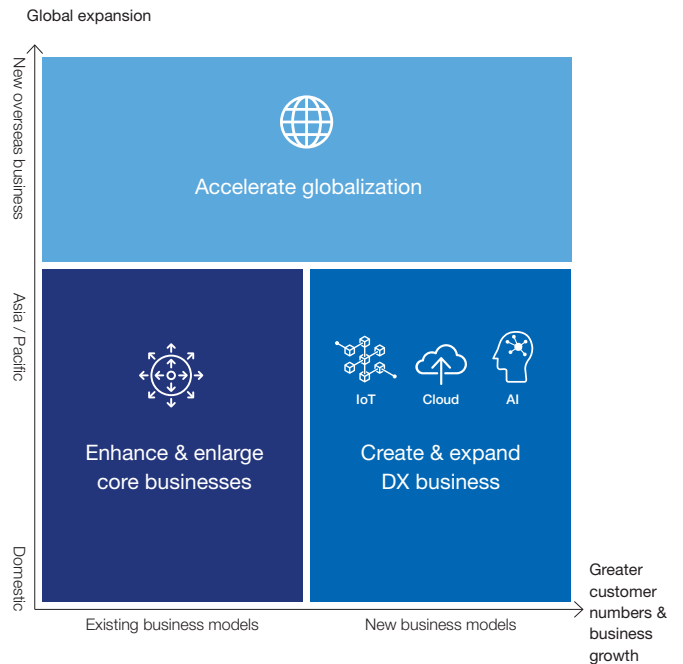 Global expansion
New overseas business
Accelerate globalization
Asia / Pacific
IoT
Cloud
AI
Enhance & enlarge
core businesses
Create & expand
DX business
Domestic
Existing business models
New business models
Greater
customer
numbers &
business
growth